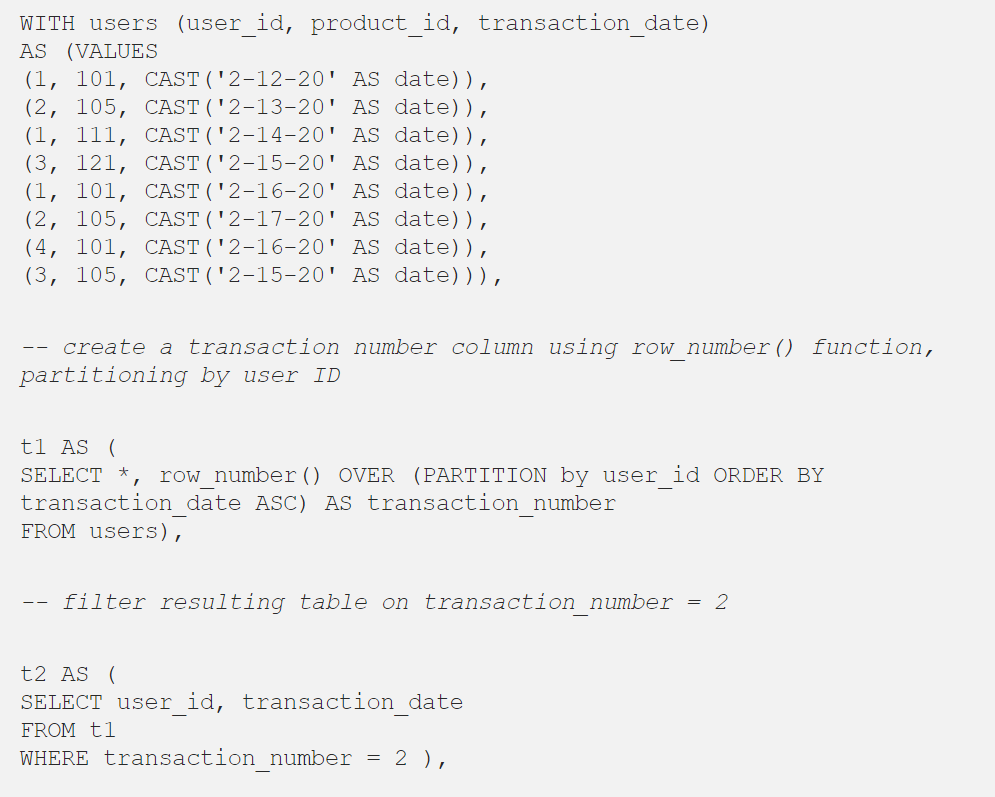 WITH users (user_id, product_id, transaction_date)
AS (VALUES
(1, 101, CAST('2-12-20' AS date)),
(2, 105, CAST('2-13-20' AS date)),
(1, 111, CAST('2-14-20' AS date)),
(3, 121, CAST('2-15-20' AS date)),
(1, 101, CAST('2-16-20' AS date)),
(2, 105, CAST('2-17-20' AS date)),
(4, 101, CAST('2-16-20' AS date)),
(3, 105, CAST('2-15-20' AS date))),
-- create a transaction number column using row_number() function,
partitioning by user ID
t1 AS (
SELECT *, row_number() OVER (PARTITION by user_id ORDER BY
transaction_date ASC) AS transaction_number
FROM users),
-- filter resulting table on transaction_number = 2
t2 AS (
SELECT user_id, transaction_date
FROM t1
WHERE transaction_number = 2 ),